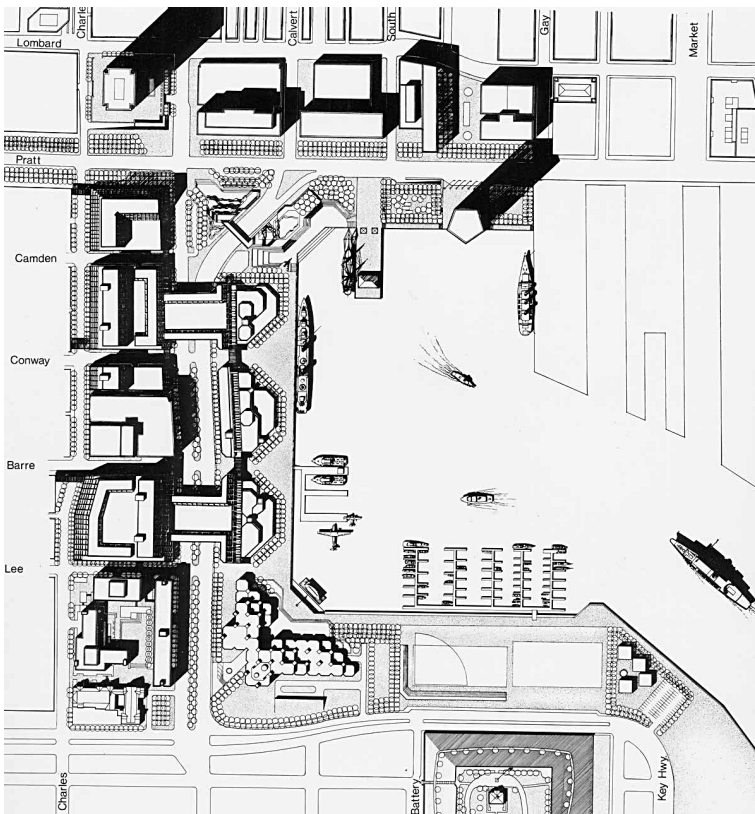 Charles
Calvert
South
Gay
Market
Lombard
Pratt
Camden
Conway
Barre
Lee
Charles
Battery
Key Hwy.